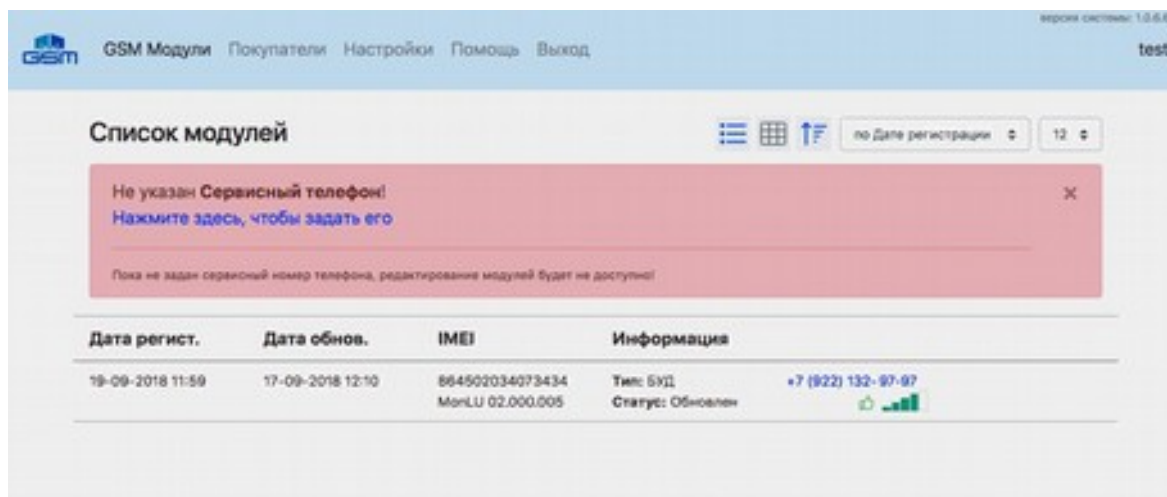 версия системы: 1.0.6.6
GSM
GSM Модули Покупатели Настройки Помощь Выход
test
Список модулей
по Дате регистрации
12
Не указан Сервисный телефон!
×
Нажмите здесь, чтобы задать его
Пока не задан сервисный номер телефона, редактирование модулей будет не доступно!
Дата регист. Дата обнов. IMEI Информация
19-09-2018 11:59 17-09-2018 12:10 864502034073434 Тип: БУД +7 (922) 132-97-97
MonLU 02.000.005 Статус: Обновлен